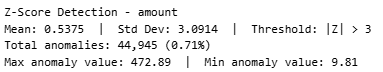 Z-Score Detection - amount
Mean: 0.5375  |  Std Dev: 3.0914  |  Threshold: |Z| > 3
Total anomalies: 44,945 (0.71%)
Max anomaly value: 472.89  |  Min anomaly value: 9.81